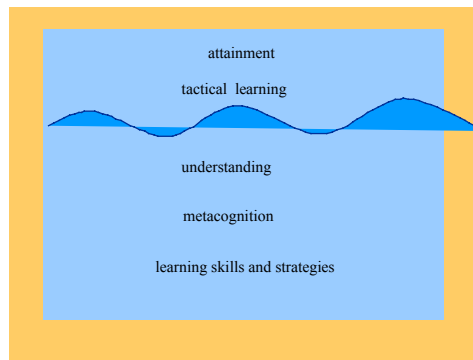 attainment
tactical learning
understanding
metacognition
learning skills and strategies